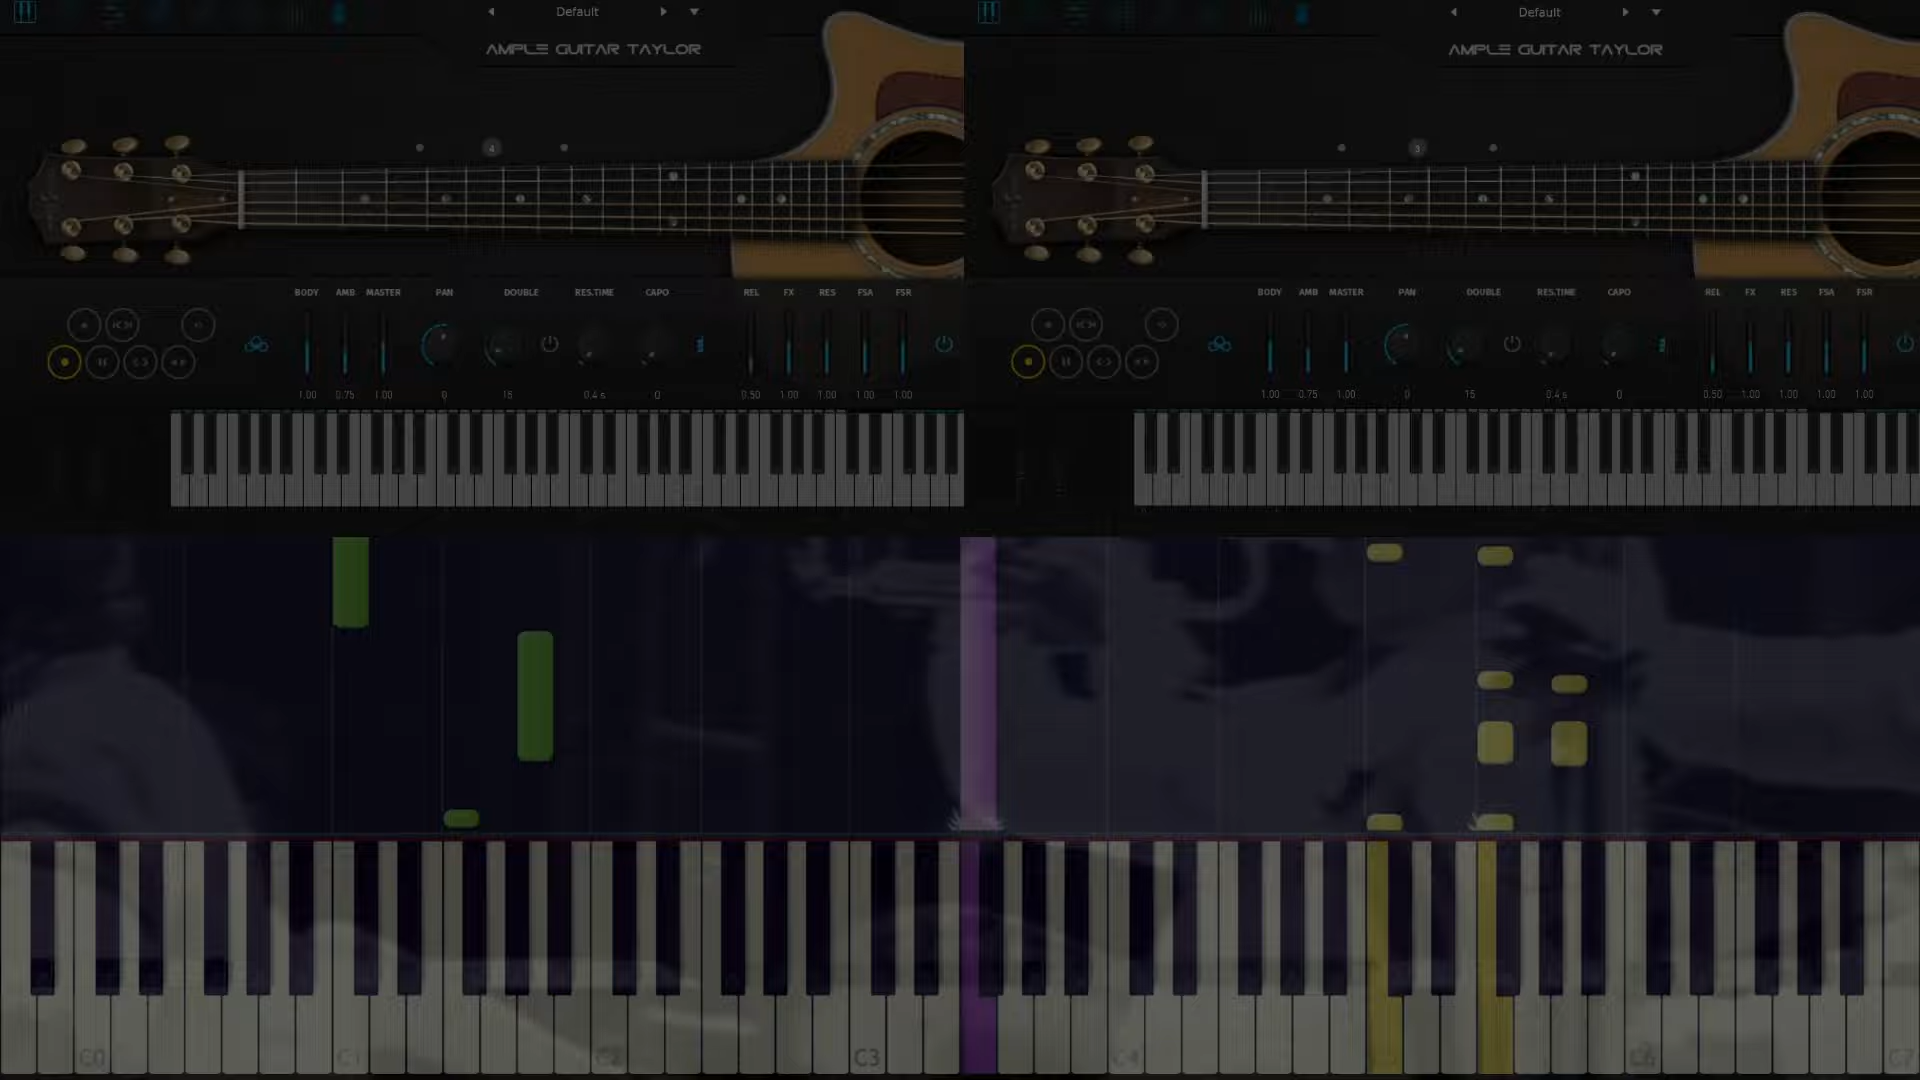 Default
AMPLE GUITAR TAYLOR
4
BODY AMB MASTER PAN DOUBLE RES.TIME CAPO REL FX RES FSA FSR
1.00 0.75 1.00 0 15 0.4 s 0 0.50 1.00 1.00 1.00 1.00
Default
AMPLE GUITAR TAYLOR
3
BODY AMB MASTER PAN DOUBLE RES.TIME CAPO REL FX RES FSA FSR
1.00 0.75 1.00 0 15 0.4 s 0 0.50 1.00 1.00 1.00 1.00
C0 C1 C2 C3 C4 C6 C7